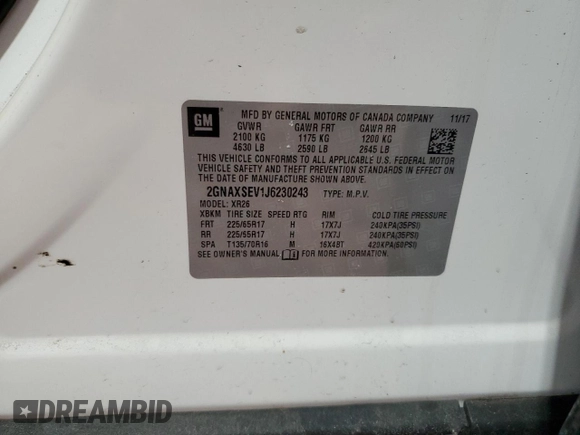 GM
MFD BY GENERAL MOTORS OF CANADA COMPANY 11/17
GVWR GAWR FRT GAWR RR
2100 KG 1175 KG 1200 KG
4630 LB 2590 LB 2645 LB
THIS VEHICLE CONFORMS TO ALL APPLICABLE U.S. FEDERAL MOTOR
VEHICLE SAFETY AND THEFT PREVENTION STANDARDS IN EFFECT ON THE
DATE OF MANUFACTURE SHOWN ABOVE.
2GNAXSEV1J6230243 TYPE: M.P.V.
MODEL: XR26
XBKM TIRE SIZE SPEED RTG RIM COLD TIRE PRESSURE
FRT 225/65R17 H 17X7J 240KPA(35PSI)
RR 225/65R17 H 17X7J 240KPA(35PSI)
SPA T135/70R16 M 16X4BT 420KPA(60PSI)
SEE OWNER'S MANUAL FOR MORE INFORMATION.
DREAMBID